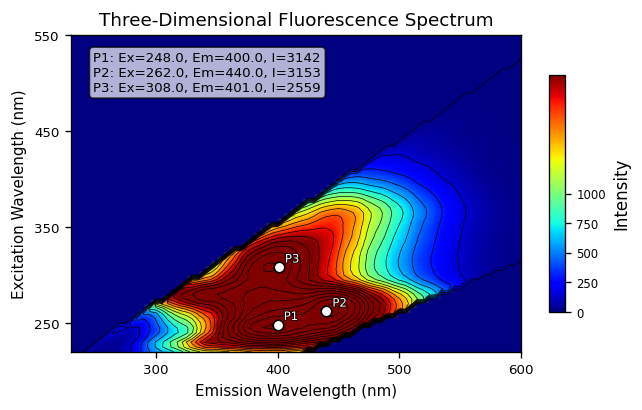 Three-Dimensional Fluorescence Spectrum
550
450
350
250
Excitation Wavelength (nm)
P1: Ex=248.0, Em=400.0, I=3142
P2: Ex=262.0, Em=440.0, I=3153
P3: Ex=308.0, Em=401.0, I=2559
P3
P2
P1
300
400
500
600
Emission Wavelength (nm)
1000
750
500
250
0
Intensity